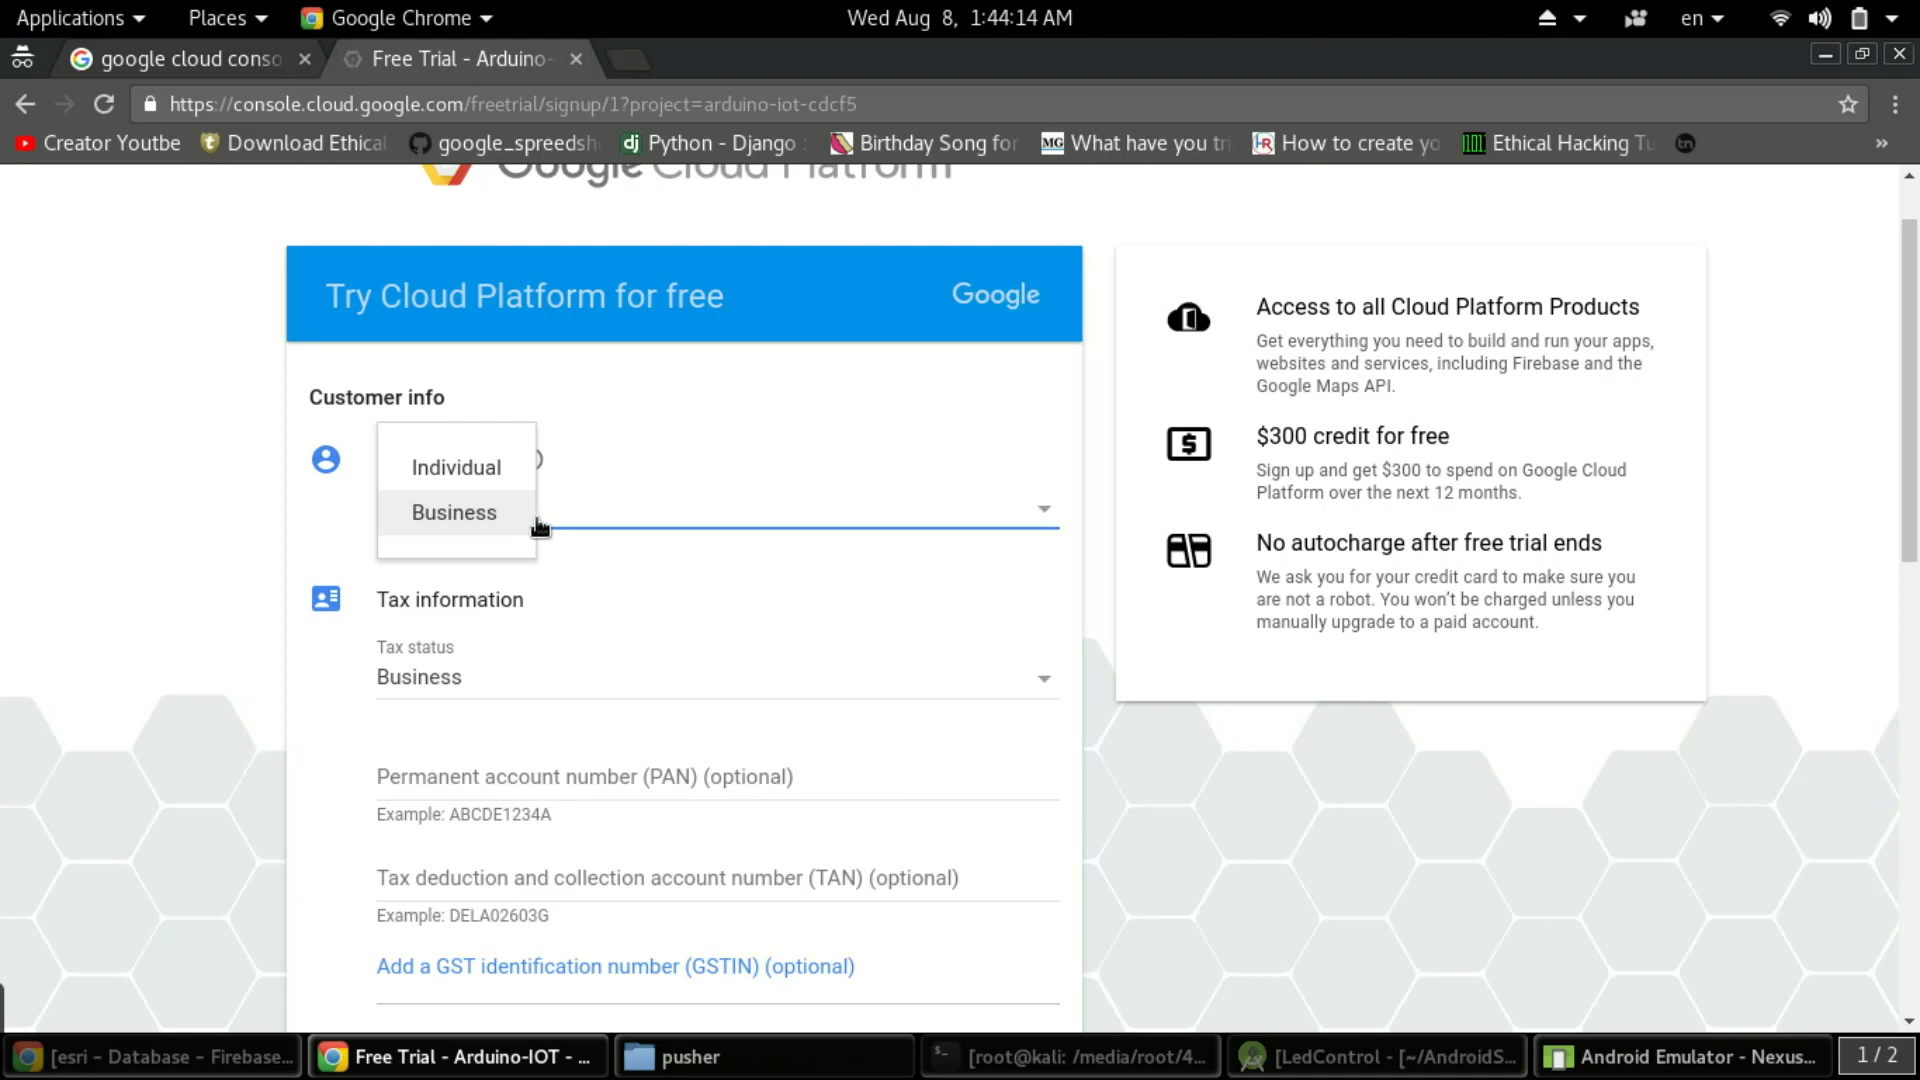 Applications Places Google Chrome Wed Aug 8, 1:44:14 AM en
google cloud conso Free Trial - Arduino-
https://console.cloud.google.com/freetrial/signup/1?project=arduino-iot-cdcf5
Creator Youtbe Download Ethical google_spreedsh Python - Django : Birthday Song for MG What have you tri How to create yo Ethical Hacking Tu »
Google Cloud Platform
Try Cloud Platform for free Google
Customer info
Individual
Business
Tax information
Tax status
Business
Permanent account number (PAN) (optional)
Example: ABCDE1234A
Tax deduction and collection account number (TAN) (optional)
Example: DELA02603G
Add a GST identification number (GSTIN) (optional)
Access to all Cloud Platform Products
Get everything you need to build and run your apps,
websites and services, including Firebase and the
Google Maps API.
$300 credit for free
Sign up and get $300 to spend on Google Cloud
Platform over the next 12 months.
No autocharge after free trial ends
We ask you for your credit card to make sure you
are not a robot. You won't be charged unless you
manually upgrade to a paid account.
[esri – Database – Firebase... Free Trial - Arduino-IOT - ... pusher [root@kali: /media/root/4... [LedControl - [~/AndroidS... Android Emulator - Nexus... 1 / 2